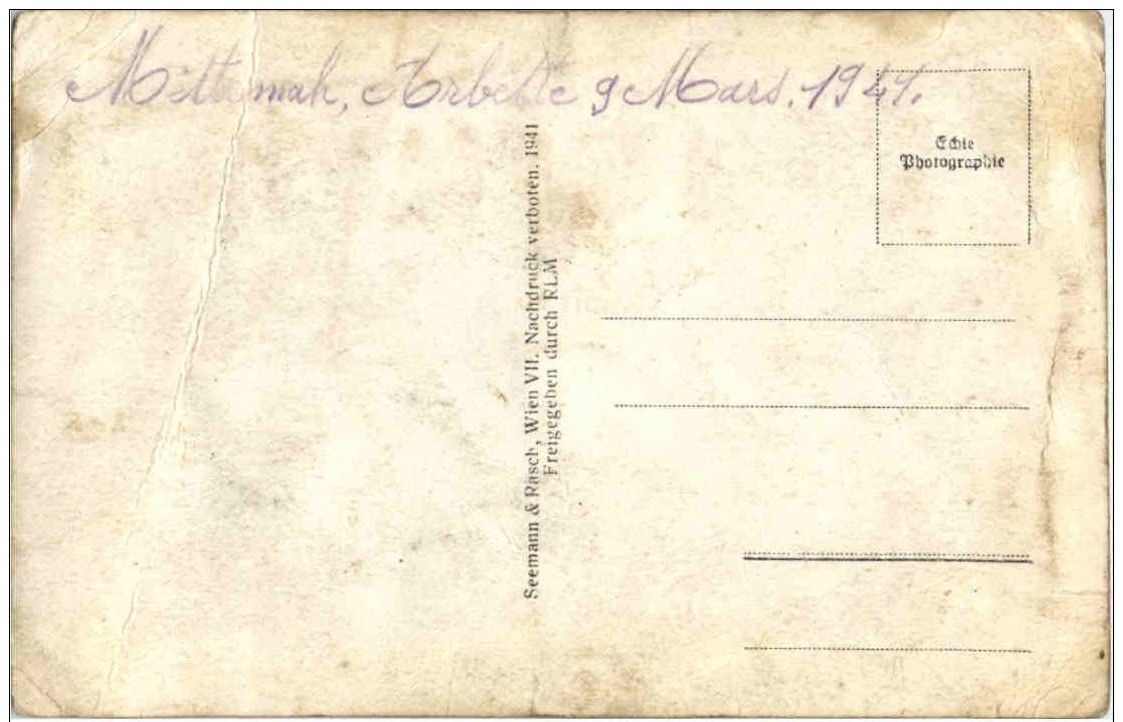 9 Mars. 1941.
Echte
Photographie
Seemann & Rasch, Wien VII. Nachdruck verboten. 1941
Freigegeben durch RLM